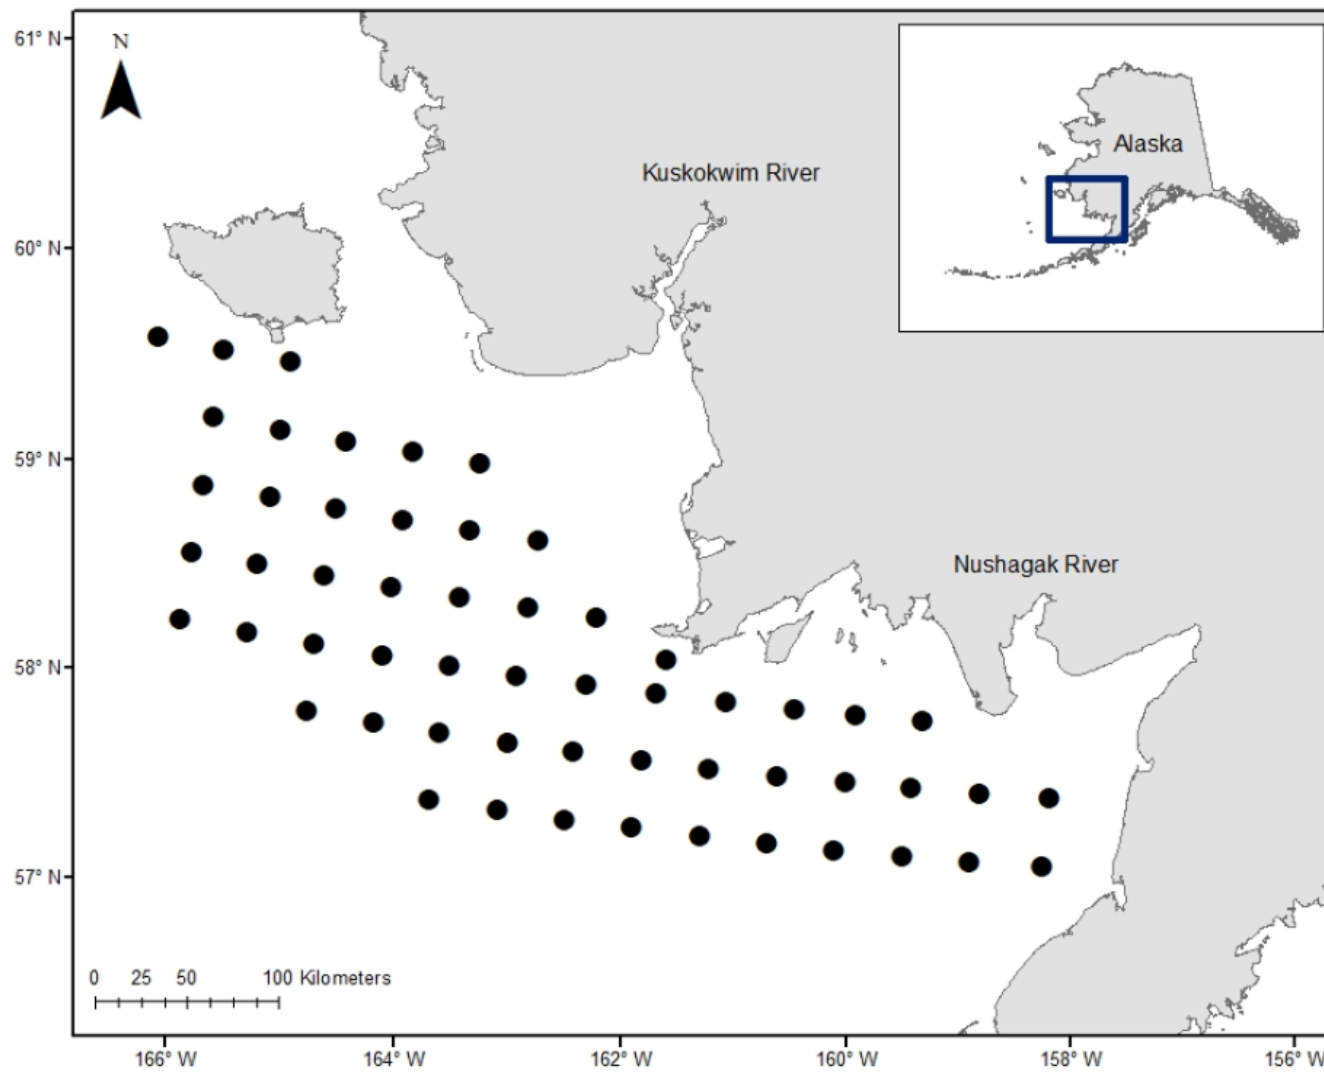 61° N
N
Alaska
Kuskokwim River
60° N
59° N
Nushagak River
58° N
57° N
0 25 50 100 Kilometers
166° W 164° W 162° W 160° W 158° W 156° W